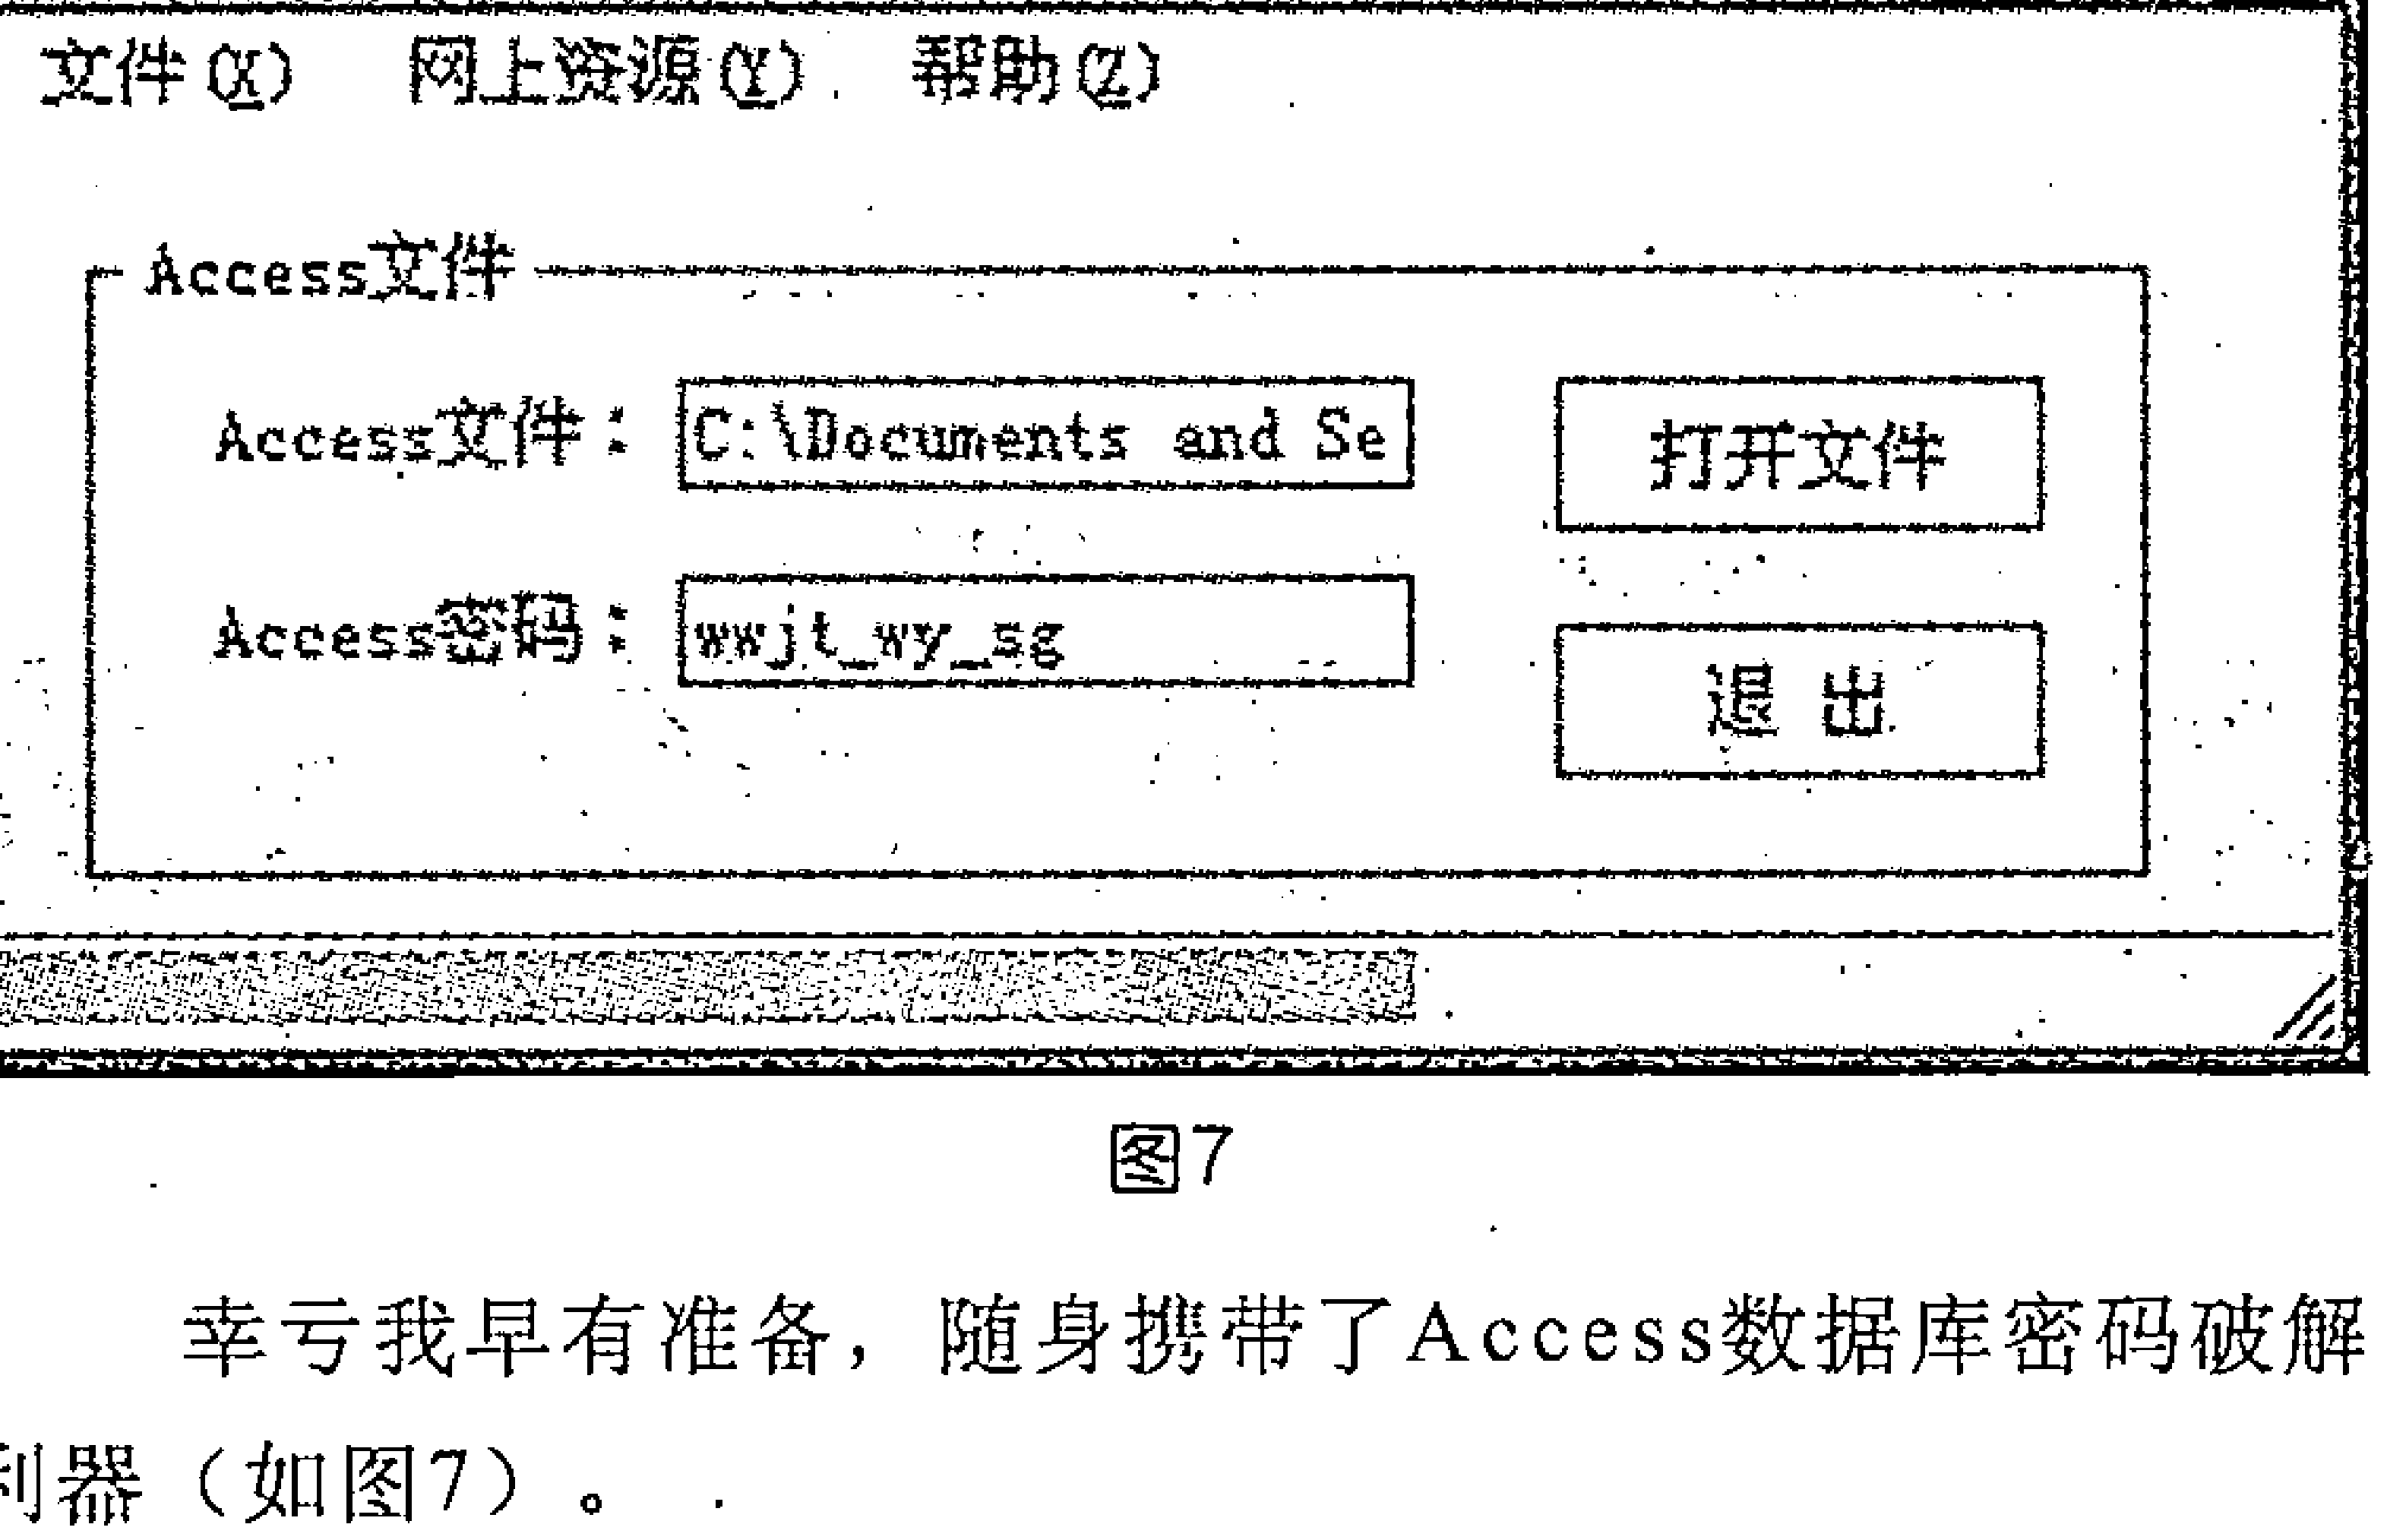 文件(X) 网上资源(Y) 帮助(Z)
Access文件
Access文件： C:\Documents and Se 打开文件
Access密码： wwjt_wy_sg
退 出
图7
幸亏我早有准备，随身携带了Access数据库密码破解
利器（如图7）。